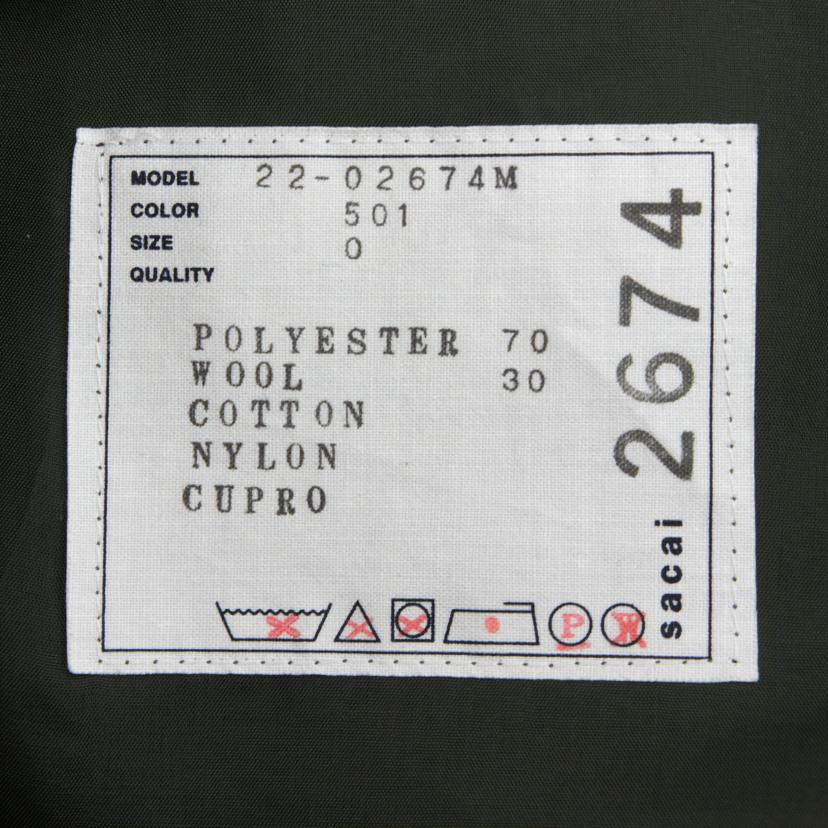 MODEL 22-02674M
COLOR 501
SIZE 0
QUALITY
POLYESTER 70
WOOL 30
COTTON
NYLON
CUPRO
P W
sacai 2674